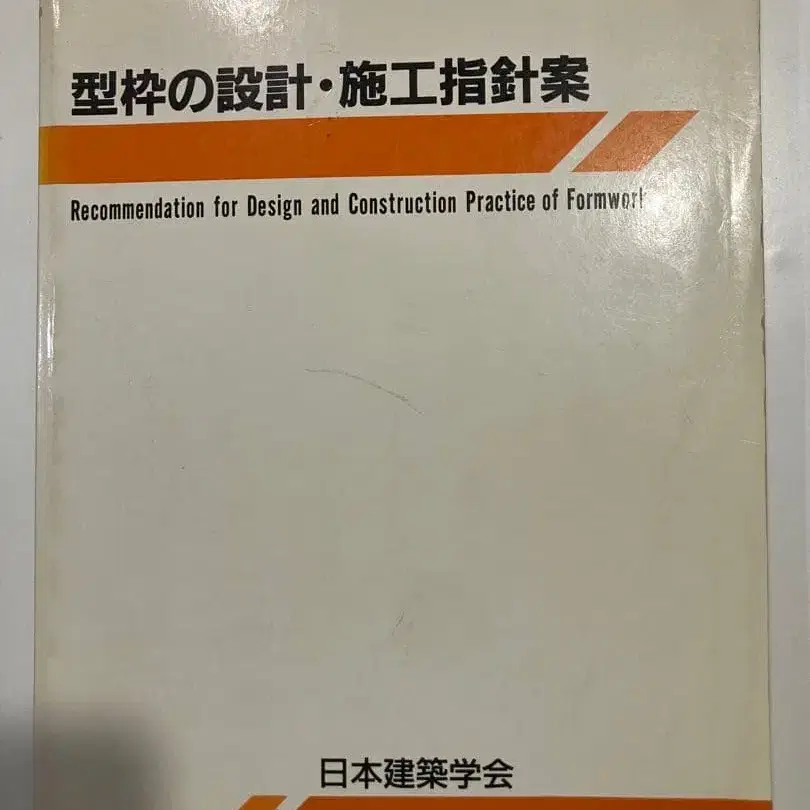 型枠の設計・施工指針案
Recommendation for Design and Construction Practice of Formwork
日本建築学会